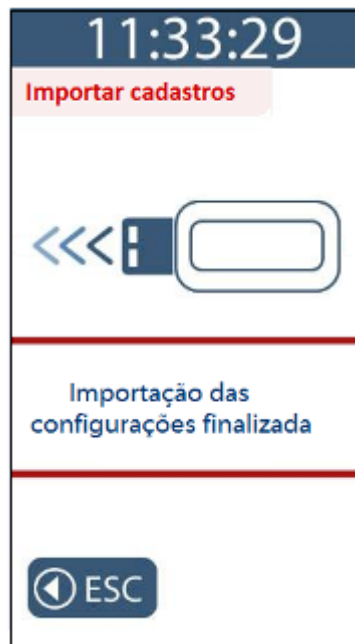 11:33:29
Importar cadastros
Importação das
configurações finalizada
ESC